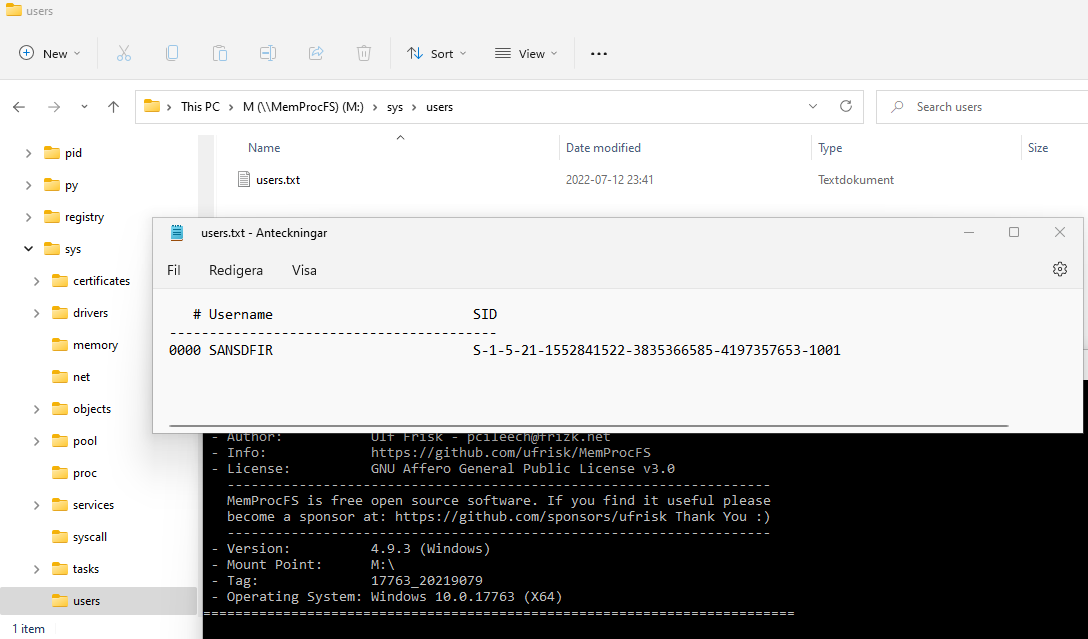 users
New
Sort
View
This PC > M (\\MemProcFS) (M:) > sys > users
Search users
Name Date modified Type Size
users.txt 2022-07-12 23:41 Textdokument
pid
py
registry
sys
certificates
drivers
memory
net
objects
pool
proc
services
syscall
tasks
users
1 item
users.txt - Anteckningar
Fil Redigera Visa
# Username SID
-----------------------------------------
0000 SANSDFIR S-1-5-21-1552841522-3835366585-4197357653-1001
- Author: Ulf Frisk - pcileech@frizk.net
- Info: https://github.com/ufrisk/MemProcFS
- License: GNU Affero General Public License v3.0
--------------------------------------------------------------------
MemProcFS is free open source software. If you find it useful please
become a sponsor at: https://github.com/sponsors/ufrisk Thank You :)
--------------------------------------------------------------------
- Version: 4.9.3 (Windows)
- Mount Point: M:\
- Tag: 17763_20219079
- Operating System: Windows 10.0.17763 (X64)
==========================================================================